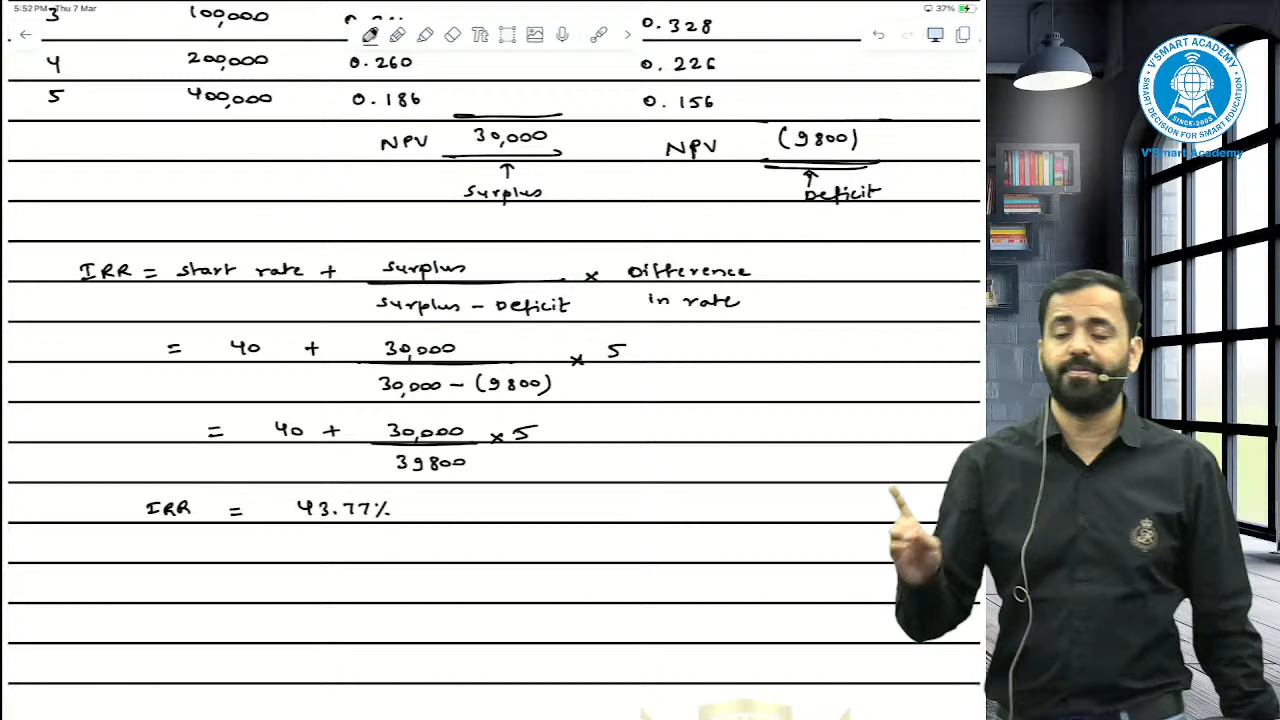 5:52 PM Thu 7 Mar
37%
3 100,000 0.328
4 200,000 0.260 0.226
5 400,000 0.186 0.156
NPV 30,000 NPV (9800)
↑ ↑
Surplus Deficit
IRR = Start rate + Surplus × Difference
Surplus - Deficit in rate
= 40 + 30,000 × 5
30,000 - (9800)
= 40 + 30,000 × 5
39800
IRR = 43.77%
V'SMART ACADEMY
SINCE-2005
SMART DECISION FOR SMART EDUCATION
V'Smart Academy
Tt